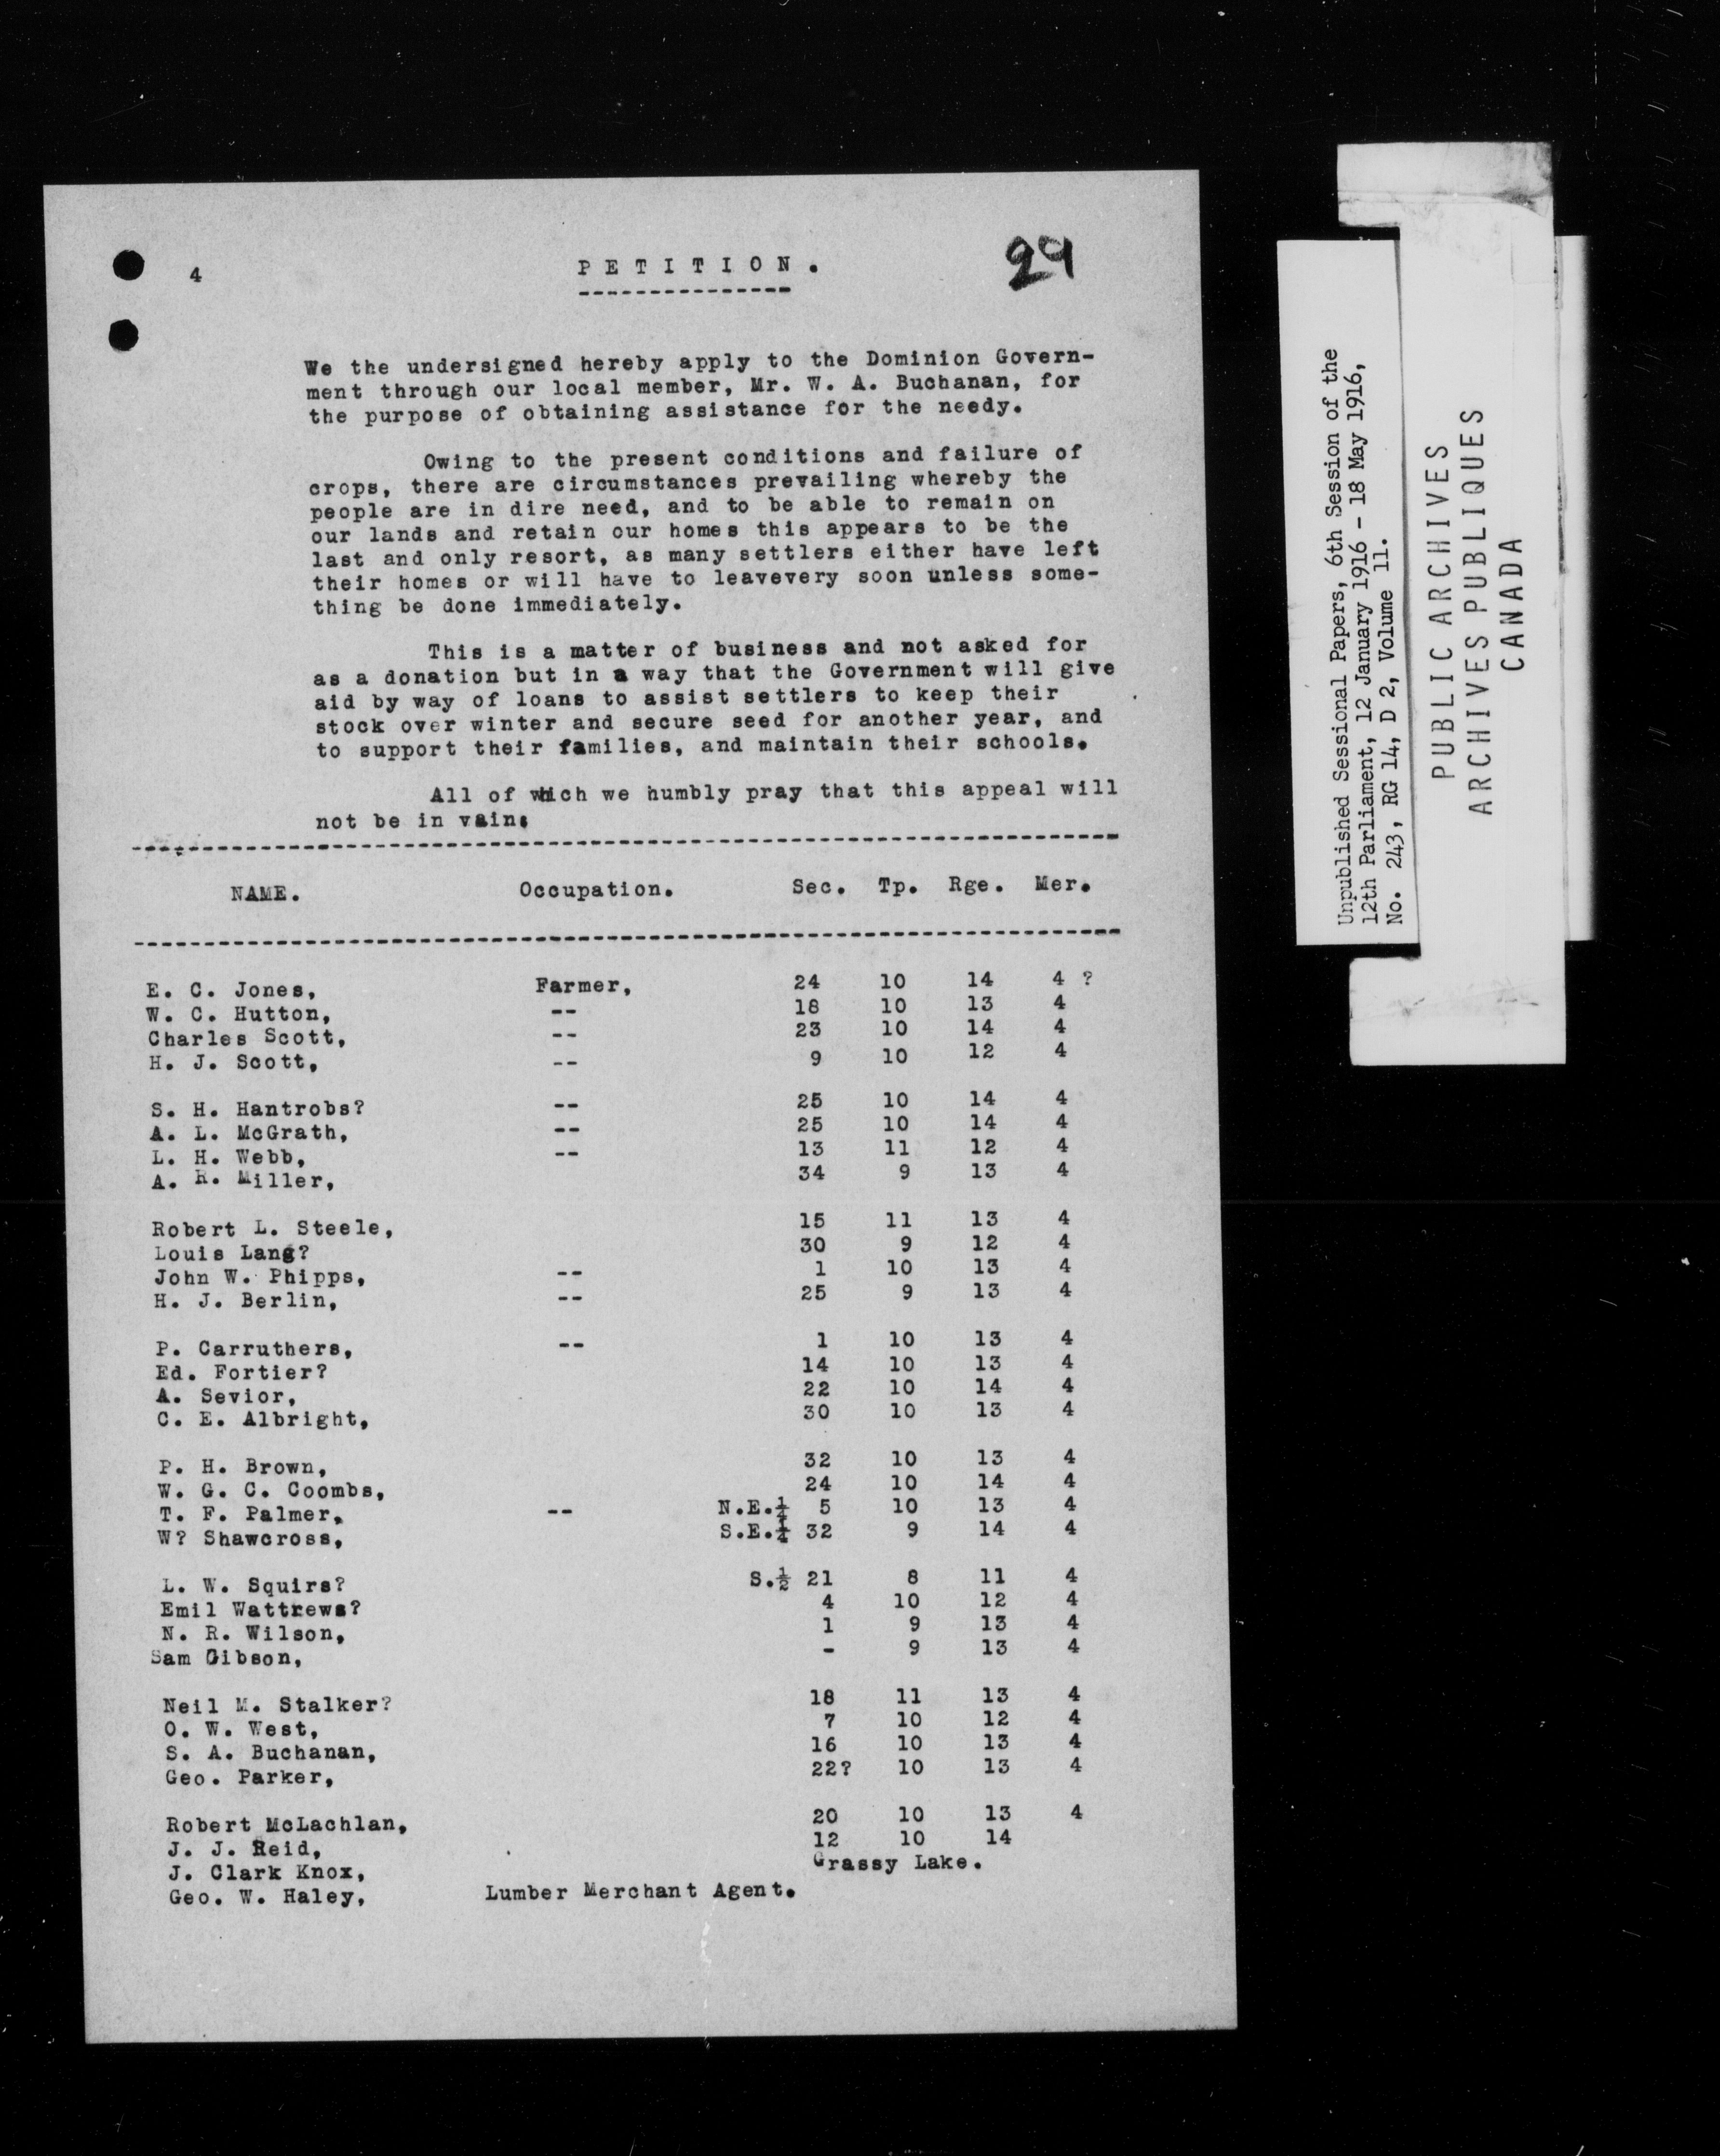 4
P E T I T I O N .
29
We the undersigned hereby apply to the Dominion Govern-
ment through our local member, Mr. W. A. Buchanan, for
the purpose of obtaining assistance for the needy.
Owing to the present conditions and failure of
crops, there are circumstances prevailing whereby the
people are in dire need, and to be able to remain on
our lands and retain our homes this appears to be the
last and only resort, as many settlers either have left
their homes or will have to leavevery soon unless some-
thing be done immediately.
This is a matter of business and not asked for
as a donation but in a way that the Government will give
aid by way of loans to assist settlers to keep their
stock over winter and secure seed for another year, and
to support their families, and maintain their schools.
All of which we humbly pray that this appeal will
not be in vain:
NAME. Occupation. Sec. Tp. Rge. Mer.
E. C. Jones, Farmer, 24 10 14 4 ?
W. C. Hutton, -- 18 10 13 4
Charles Scott, -- 23 10 14 4
H. J. Scott, -- 9 10 12 4
S. H. Hantrobs? -- 25 10 14 4
A. L. McGrath, -- 25 10 14 4
L. H. Webb, -- 13 11 12 4
A. R. Miller, 34 9 13 4
Robert L. Steele, 15 11 13 4
Louis Lang? 30 9 12 4
John W. Phipps, -- 1 10 13 4
H. J. Berlin, -- 25 9 13 4
P. Carruthers, -- 1 10 13 4
Ed. Fortier? 14 10 13 4
A. Sevior, 22 10 14 4
C. E. Albright, 30 10 13 4
P. H. Brown, 32 10 13 4
W. G. C. Coombs, 24 10 14 4
T. F. Palmer, -- N.E.¼ 5 10 13 4
W? Shawcross, S.E.¼ 32 9 14 4
L. W. Squirs? S.½ 21 8 11 4
Emil Wattrews? 4 10 12 4
N. R. Wilson, 1 9 13 4
Sam Gibson, - 9 13 4
Neil M. Stalker? 18 11 13 4
O. W. West, 7 10 12 4
S. A. Buchanan, 16 10 13 4
Geo. Parker, 22? 10 13 4
Robert McLachlan, 20 10 13 4
J. J. Reid, 12 10 14
J. Clark Knox, Grassy Lake.
Geo. W. Haley, Lumber Merchant Agent.
Unpublished Sessional Papers, 6th Session of the
12th Parliament, 12 January 1916 - 18 May 1916,
No. 243, RG 14, D 2, Volume 11.
PUBLIC ARCHIVES
ARCHIVES PUBLIQUES
CANADA